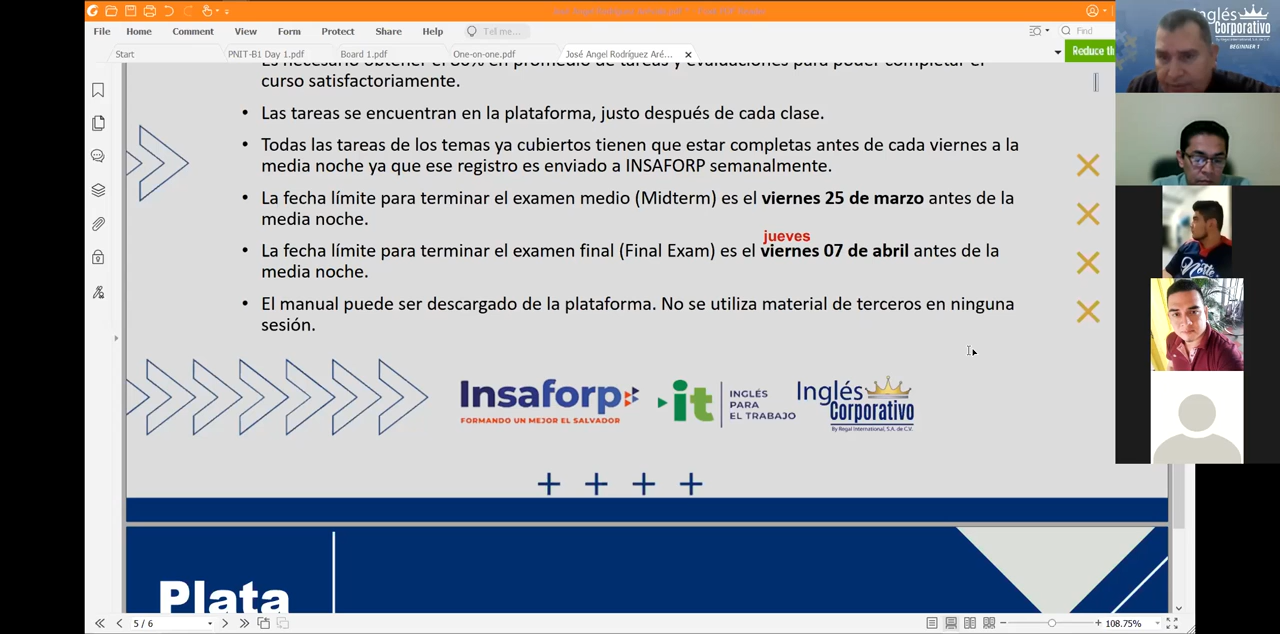 File Home Comment View Form Protect Share Help Tell me... Find
Start PNIT-B1 Day 1.pdf Board 1.pdf One-on-one.pdf José Angel Rodríguez Aré... Reduce th
curso satisfactoriamente.
• Las tareas se encuentran en la plataforma, justo después de cada clase.
• Todas las tareas de los temas ya cubiertos tienen que estar completas antes de cada viernes a la
media noche ya que ese registro es enviado a INSAFORP semanalmente.
• La fecha límite para terminar el examen medio (Midterm) es el viernes 25 de marzo antes de la
media noche.
jueves
• La fecha límite para terminar el examen final (Final Exam) es el viernes 07 de abril antes de la
media noche.
• El manual puede ser descargado de la plataforma. No se utiliza material de terceros en ninguna
sesión.
Insaforp
FORMANDO UN MEJOR EL SALVADOR
it
INGLÉS
PARA
EL TRABAJO
Inglés
Corporativo
By Regal International, S.A. de C.V.
Plata
5 / 6
108.75%
Inglés
Corporativo
BEGINNER 1
Norte